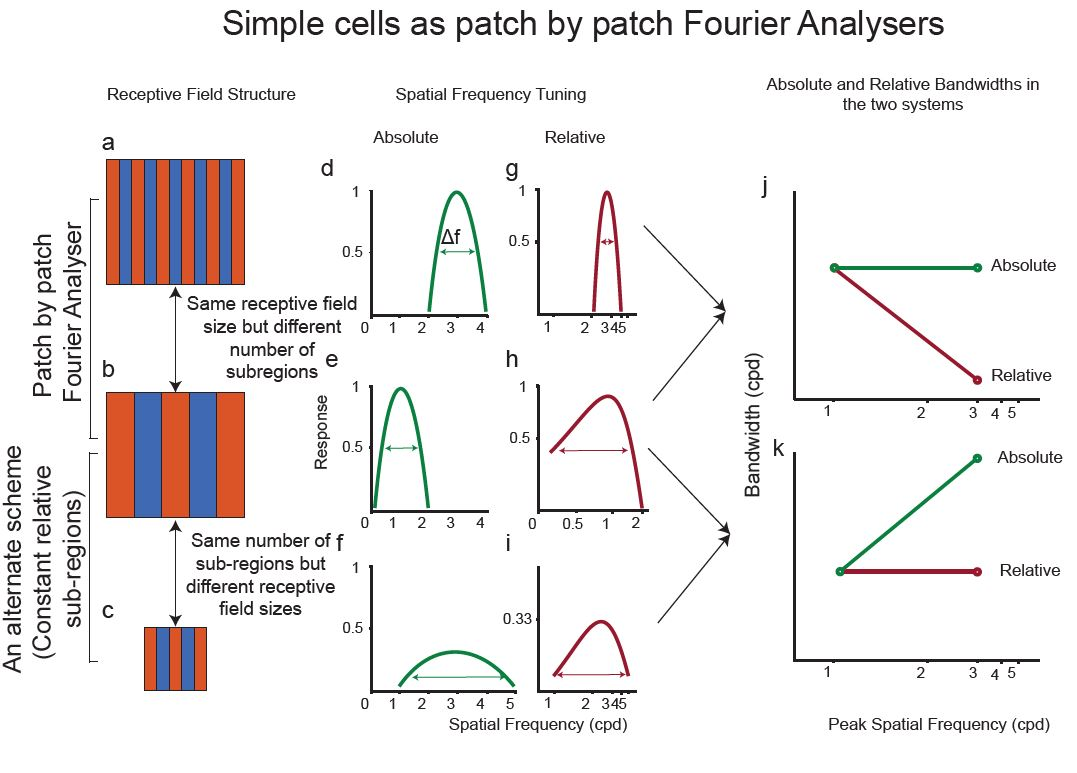 Simple cells as patch by patch Fourier Analysers
Receptive Field Structure
Spatial Frequency Tuning
Absolute and Relative Bandwidths in
the two systems
Absolute
Relative
Patch by patch
Fourier Analyser
An alternate scheme
(Constant relative
sub-regions)
a
Same receptive field
size but different
number of
subregions
b
Same number of
sub-regions but
different receptive
field sizes
c
d
1
0.5
Δf
0 1 2 3 4
g
1
0.5
1 2 3 4 5
e
Response
1
0.5
0 1 2 3 4
h
1
0.5
0 0.5 1 2
f
0.5
0 1 2 3 4 5
i
0.33
1 2 3 4 5
Spatial Frequency (cpd)
j
Absolute
Relative
1 2 3 4 5
Bandwidth (cpd)
k
Absolute
Relative
1 2 3 4 5
Peak Spatial Frequency (cpd)